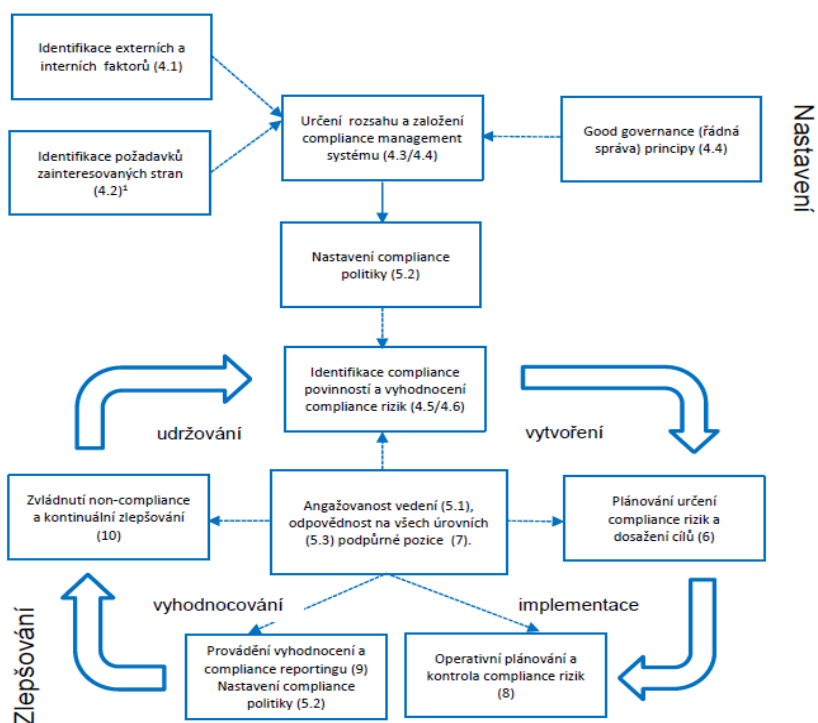 Identifikace externích a
interních faktorů (4.1)
Určení rozsahu a založení
compliance management
systému (4.3/4.4)
Good governance (řádná
správa) principy (4.4)
Nastavení
Identifikace požadavků
zainteresovaných stran
(4.2)¹
Nastavení compliance
politiky (5.2)
Identifikace compliance
povinností a vyhodnocení
compliance rizik (4.5/4.6)
udržování
vytvoření
Zvládnutí non-compliance
a kontinuální zlepšování
(10)
Angažovanost vedení (5.1),
odpovědnost na všech úrovních
(5.3) podpůrné pozice (7).
Plánování určení
compliance rizik a
dosažení cílů (6)
vyhodnocování
implementace
Zlepšování
Provádění vyhodnocení a
compliance reportingu (9)
Nastavení compliance
politiky (5.2)
Operativní plánování a
kontrola compliance rizik
(8)